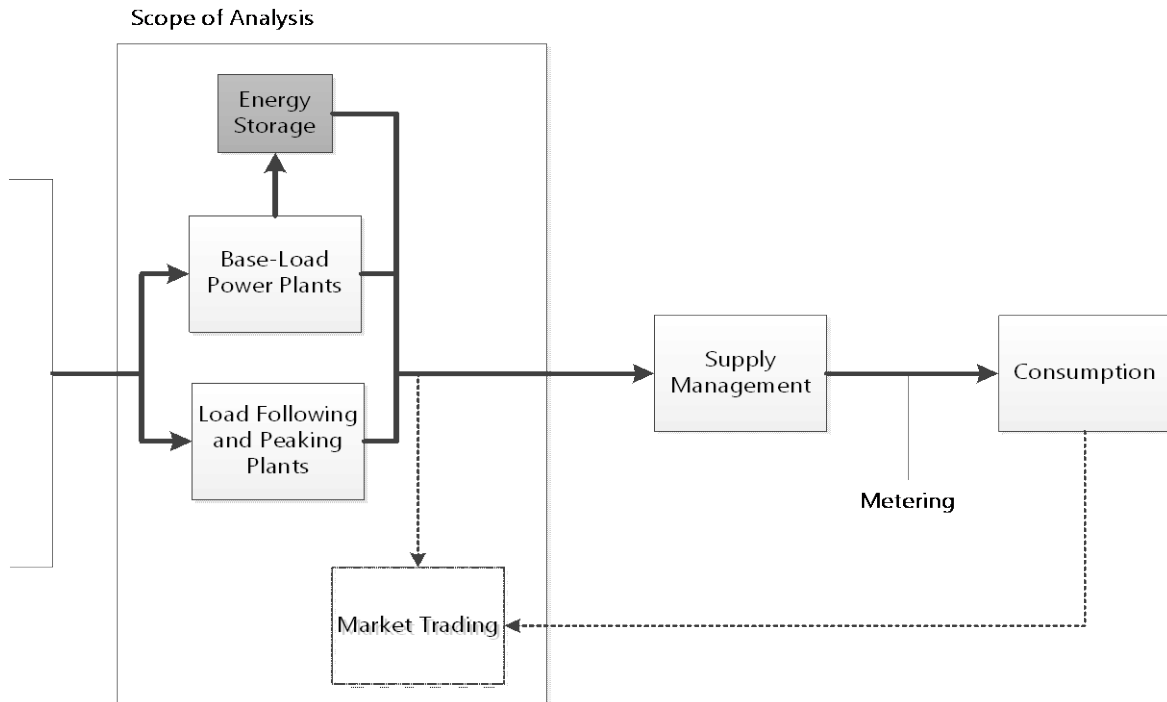 Scope of Analysis
Energy
Storage
Base-Load
Power Plants
Load Following
and Peaking
Plants
Supply
Management
Consumption
Metering
Market Trading